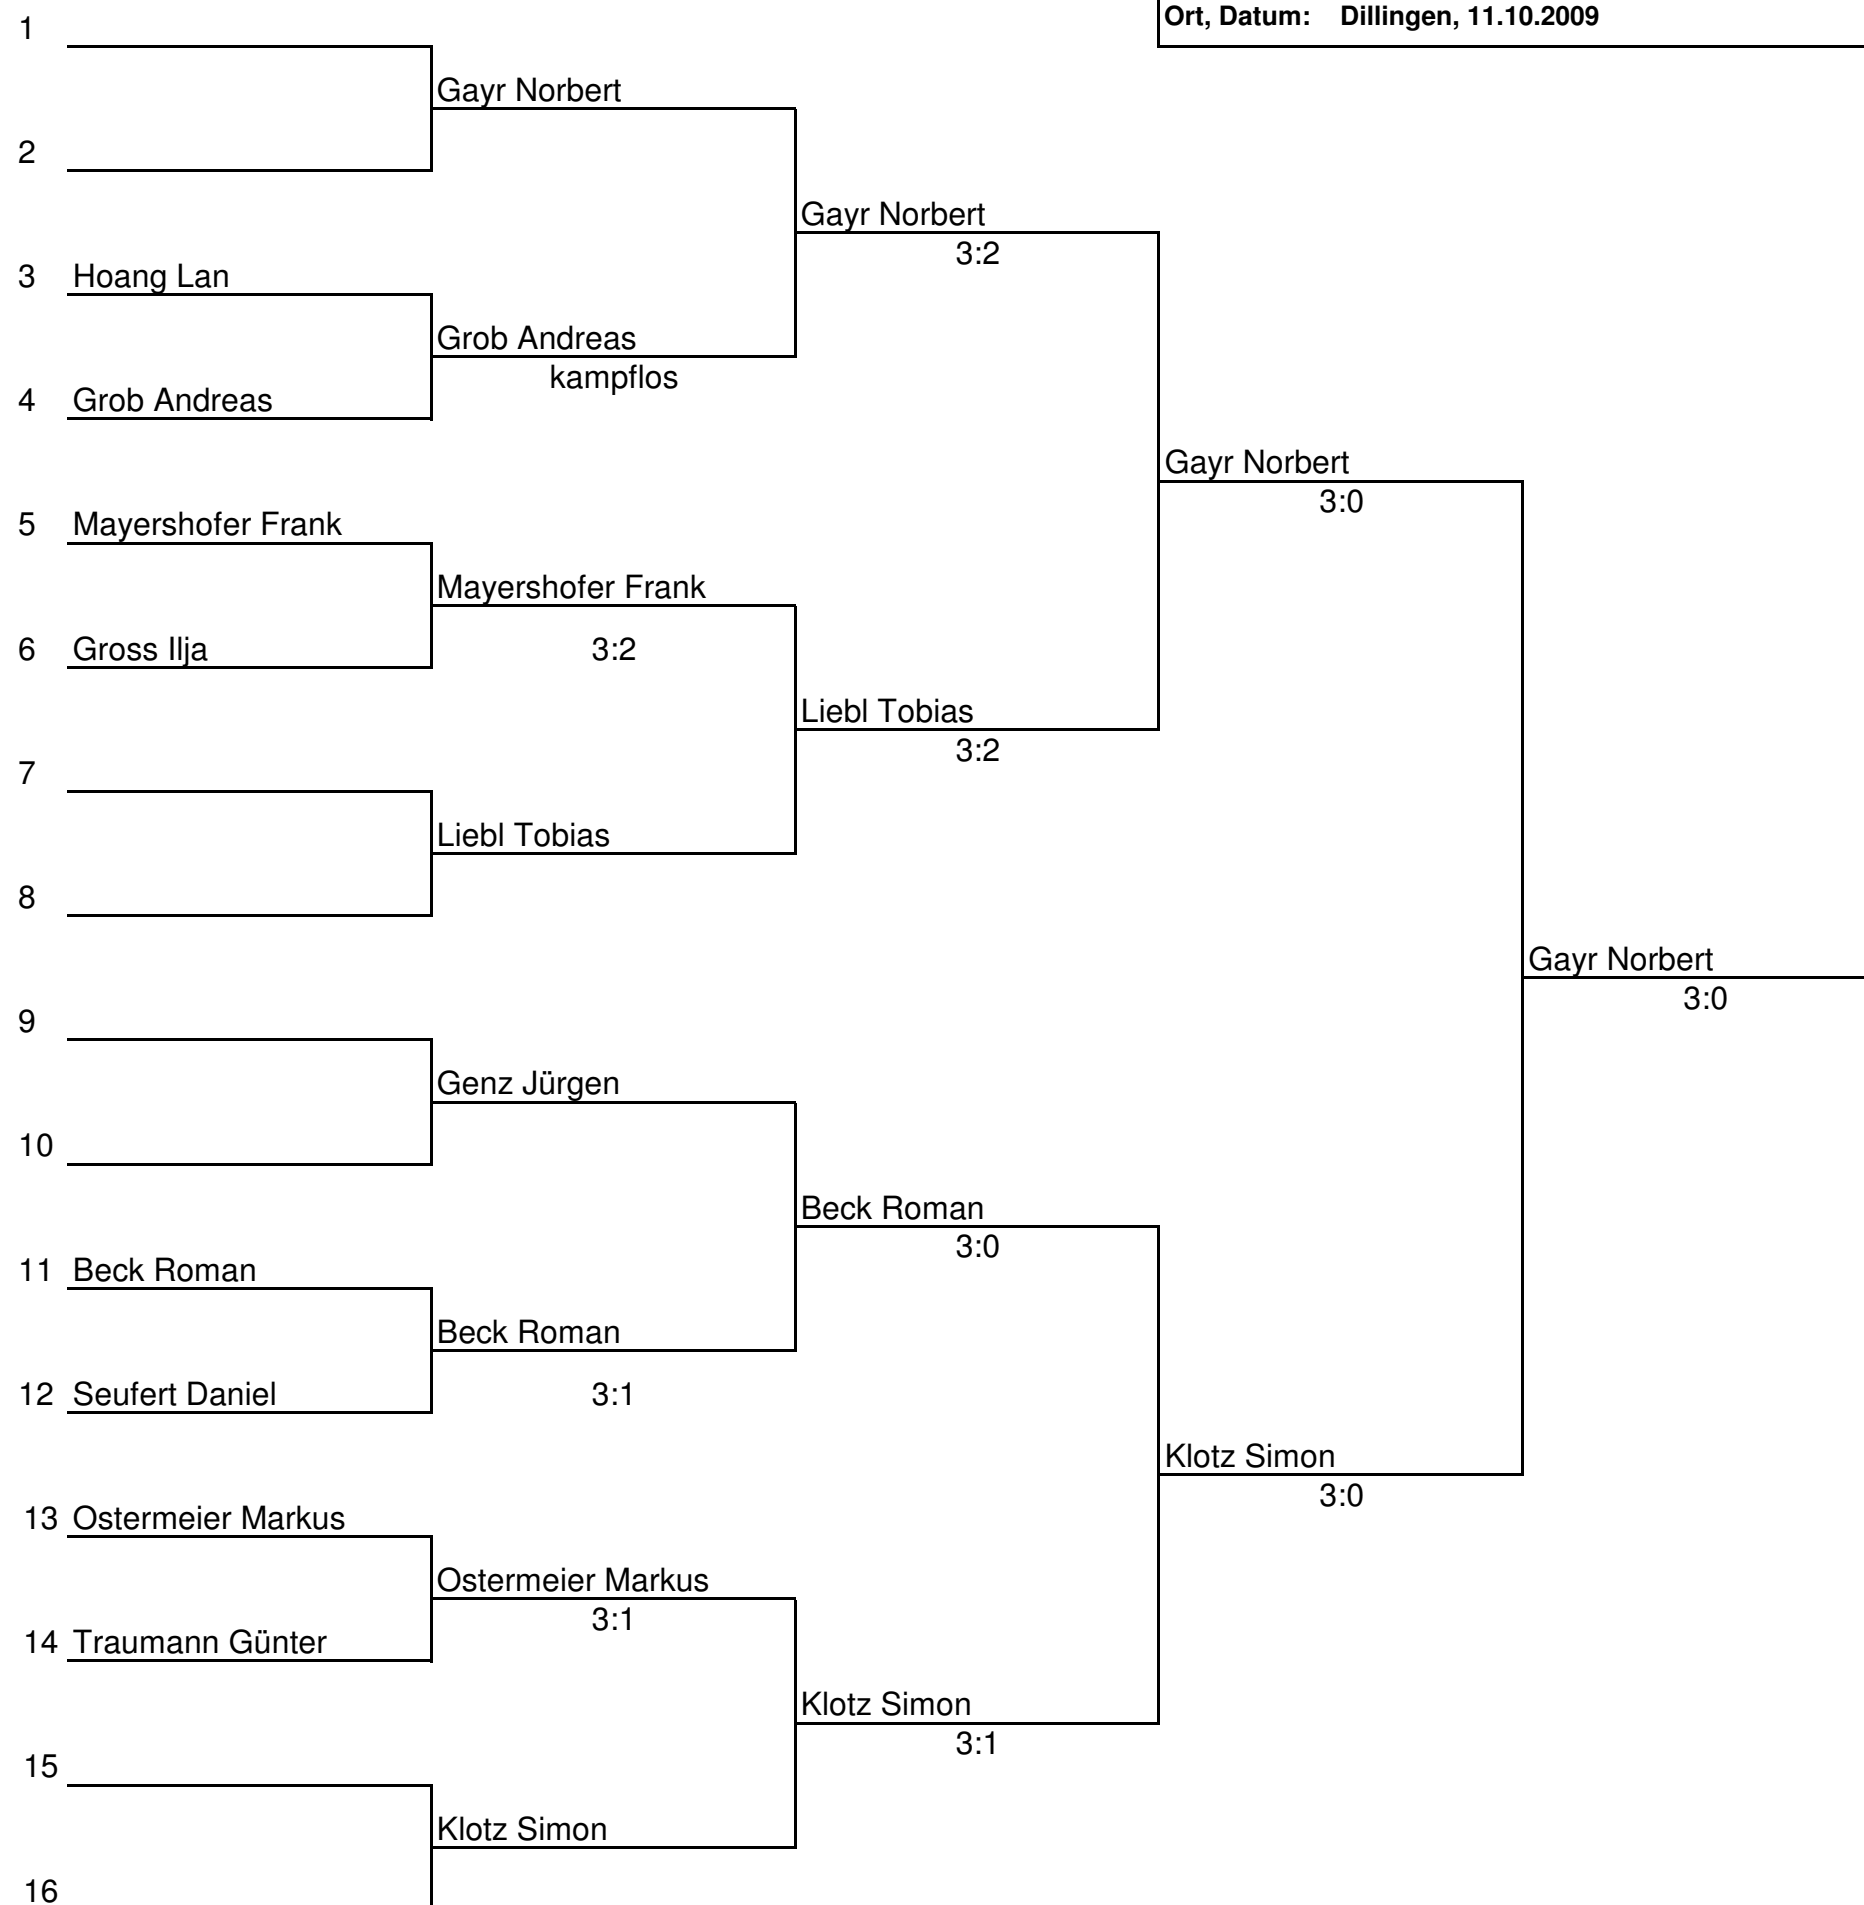 Ort, Datum: Dillingen, 11.10.2009
1
Gayr Norbert
2
Gayr Norbert
3:2
3 Hoang Lan
Grob Andreas
kampflos
4 Grob Andreas
Gayr Norbert
3:0
5 Mayershofer Frank
Mayershofer Frank
6 Gross Ilja 3:2
Liebl Tobias
3:2
7
Liebl Tobias
8
Gayr Norbert
3:0
9
Genz Jürgen
10
Beck Roman
3:0
11 Beck Roman
Beck Roman
12 Seufert Daniel 3:1
Klotz Simon
3:0
13 Ostermeier Markus
Ostermeier Markus
3:1
14 Traumann Günter
Klotz Simon
3:1
15
Klotz Simon
16